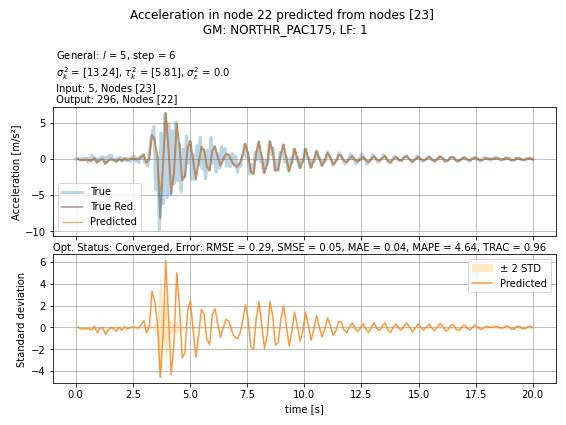 Acceleration in node 22 predicted from nodes [23]
GM: NORTHR_PAC175, LF: 1
General: l = 5, step = 6
σ²ₖ = [13.24], τ²ₖ = [5.81], σ²ε = 0.0
Input: 5, Nodes [23]
Output: 296, Nodes [22]
Acceleration [m/s²]
5
0
−5
−10
True
True Red.
Predicted
Opt. Status: Converged, Error: RMSE = 0.29, SMSE = 0.05, MAE = 0.04, MAPE = 4.64, TRAC = 0.96
Standard deviation
6
4
2
0
−2
−4
± 2 STD
Predicted
0.0 2.5 5.0 7.5 10.0 12.5 15.0 17.5 20.0
time [s]